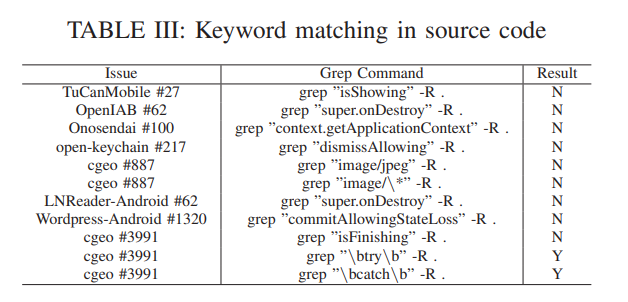 TABLE III: Keyword matching in source code
Issue Grep Command Result
TuCanMobile #27 grep ”isShowing” -R . N
OpenIAB #62 grep ”super.onDestroy” -R . N
Onosendai #100 grep ”context.getApplicationContext” -R . N
open-keychain #217 grep ”dismissAllowing” -R . N
cgeo #887 grep ”image/jpeg” -R . N
cgeo #887 grep ”image/\*” -R . N
LNReader-Android #62 grep ”super.onDestroy” -R . N
Wordpress-Android #1320 grep ”commitAllowingStateLoss” -R . N
cgeo #3991 grep ”isFinishing” -R . N
cgeo #3991 grep ”\btry\b” -R . Y
cgeo #3991 grep ”\bcatch\b” -R . Y